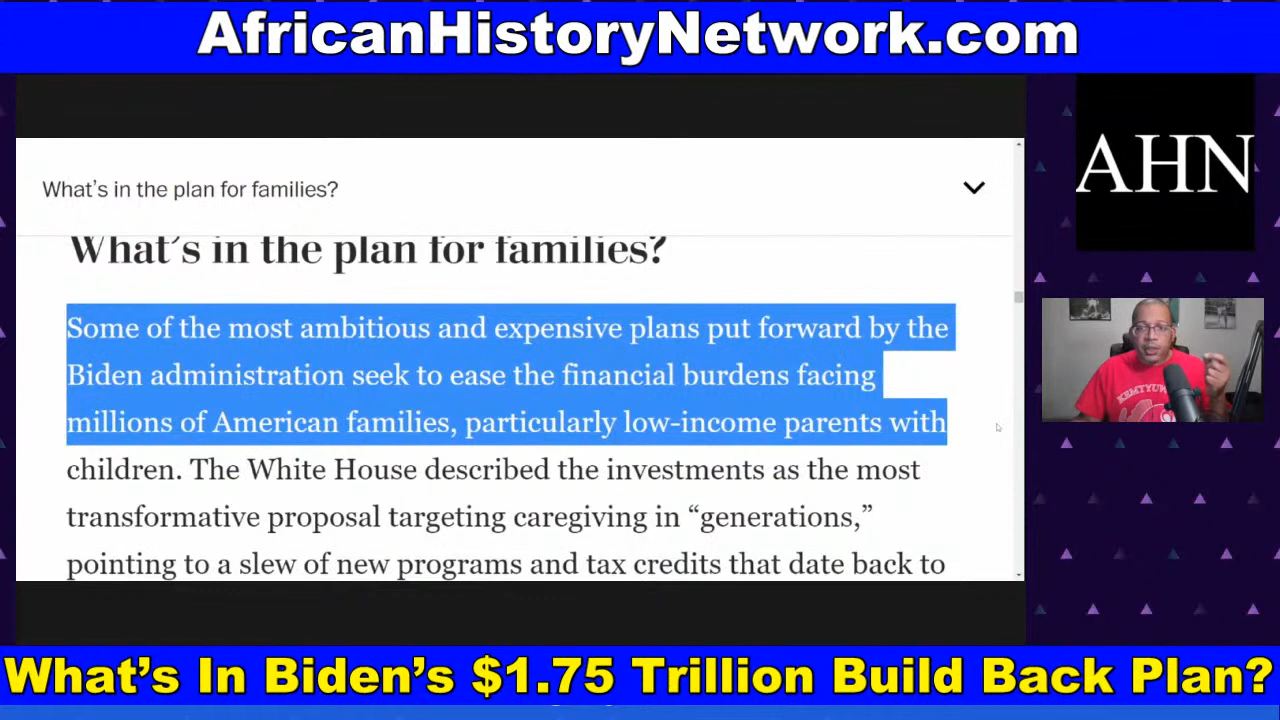 AfricanHistoryNetwork.com
AHN
What's in the plan for families?
What's in the plan for families?
Some of the most ambitious and expensive plans put forward by the
Biden administration seek to ease the financial burdens facing
millions of American families, particularly low-income parents with
children. The White House described the investments as the most
transformative proposal targeting caregiving in “generations,”
pointing to a slew of new programs and tax credits that date back to
What's In Biden's $1.75 Trillion Build Back Plan?